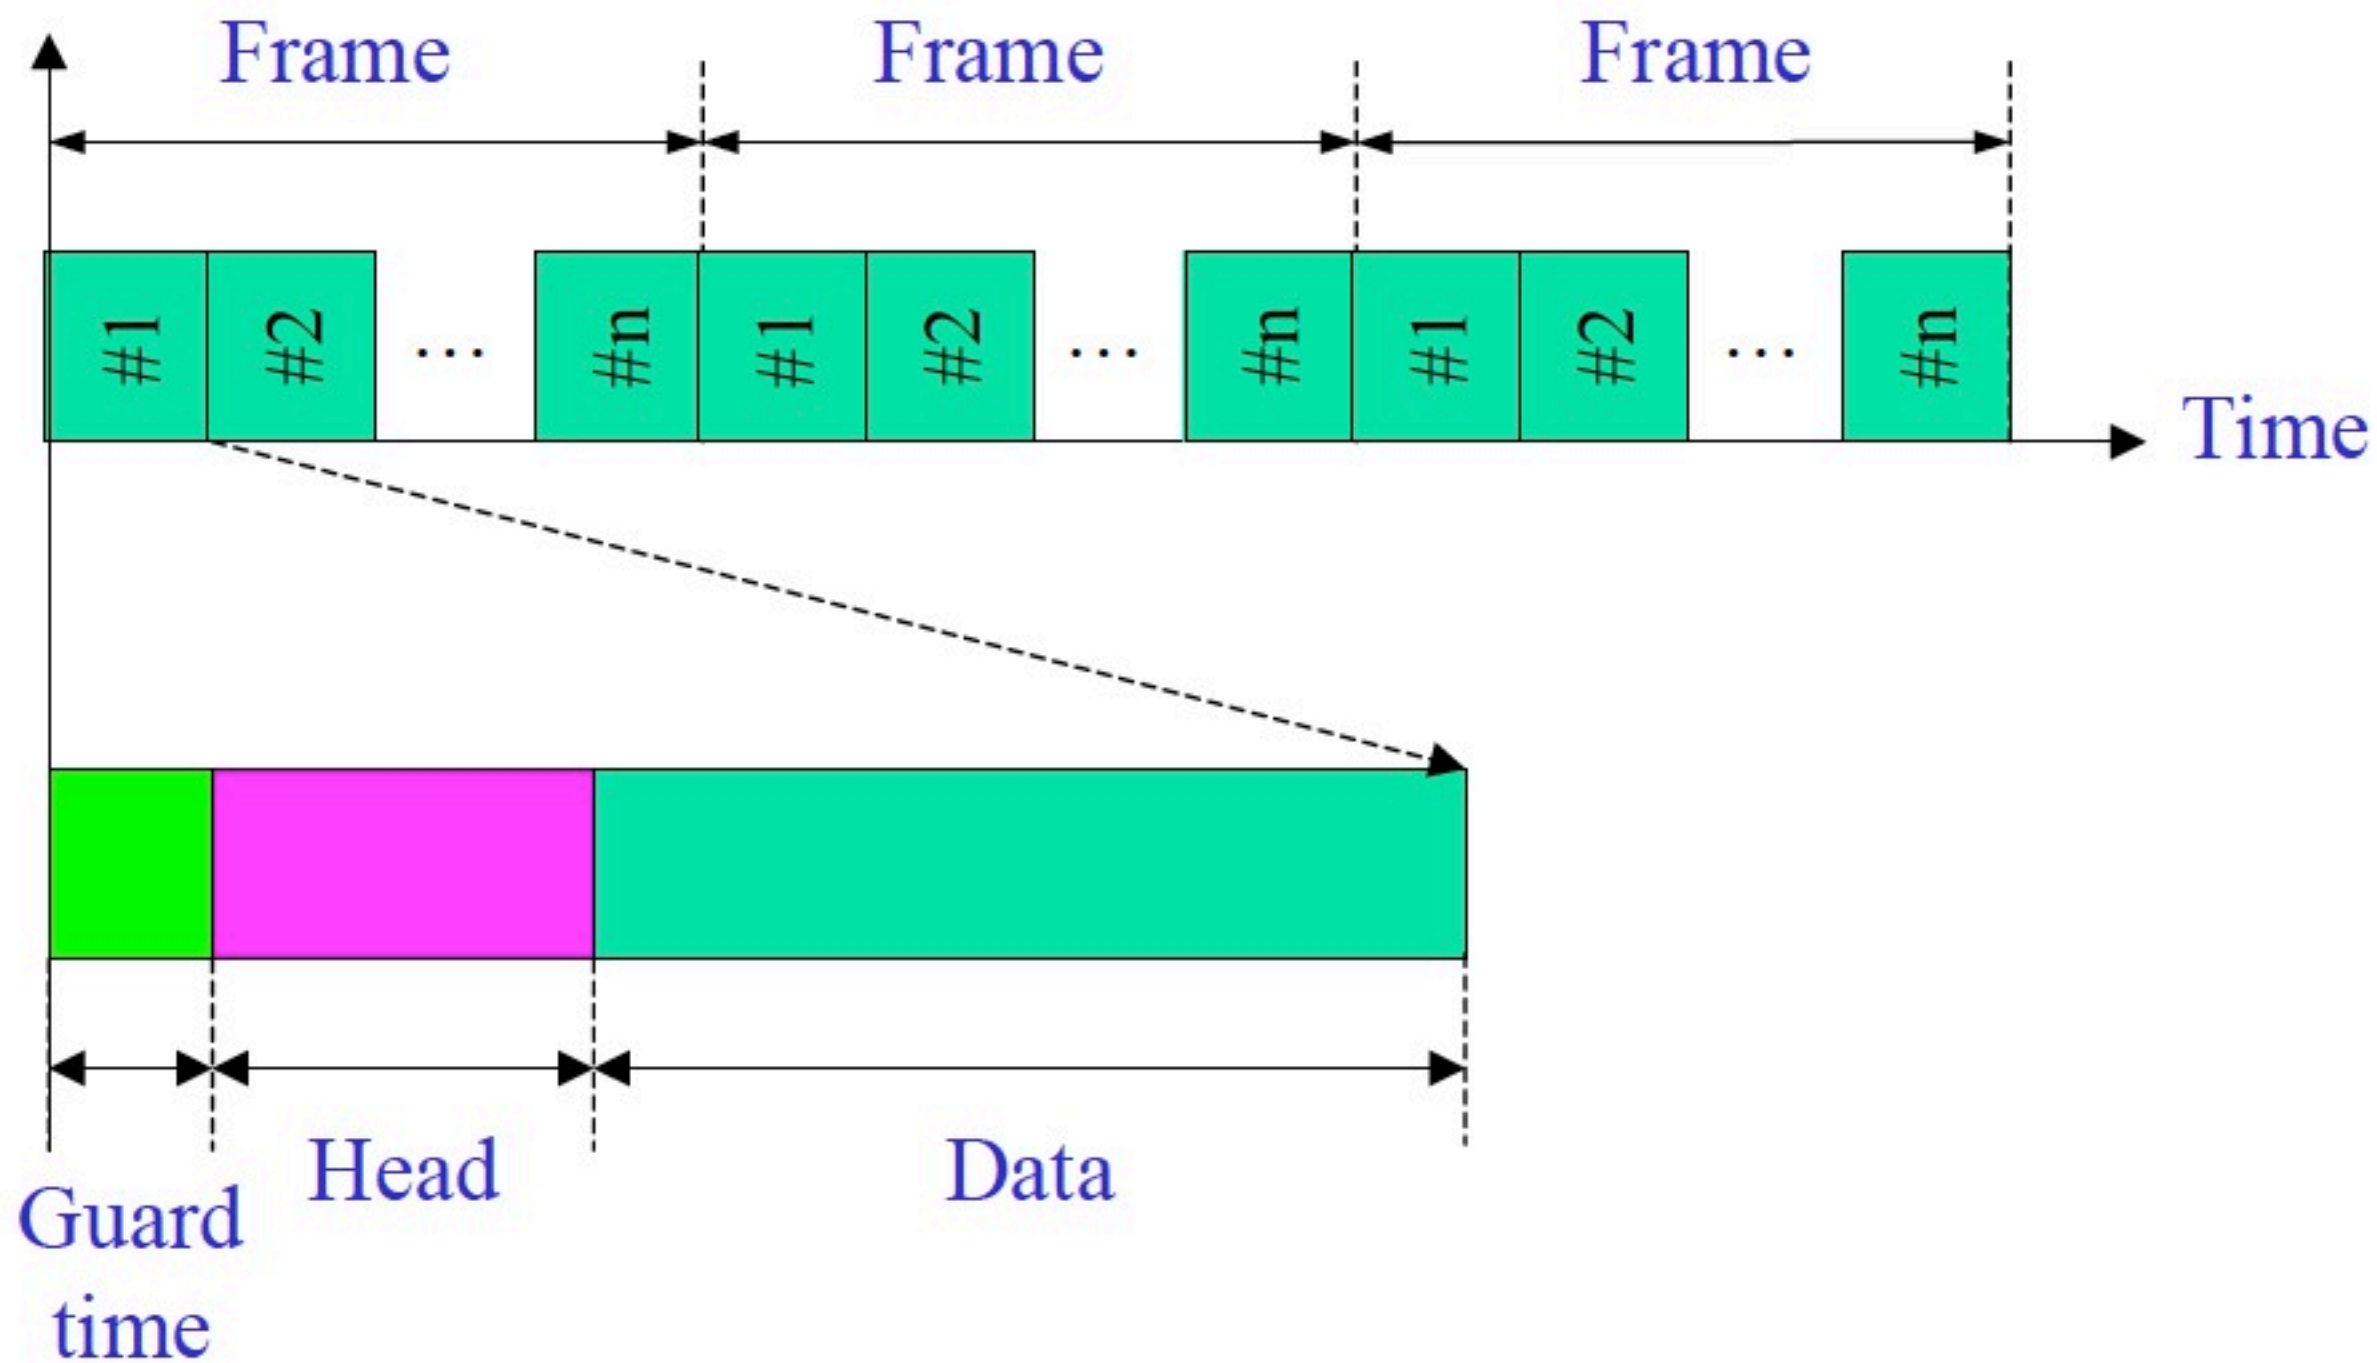 Frame Frame Frame
#1 #2 ... #n #1 #2 ... #n #1 #2 ... #n
Time
Head Data
Guard
time